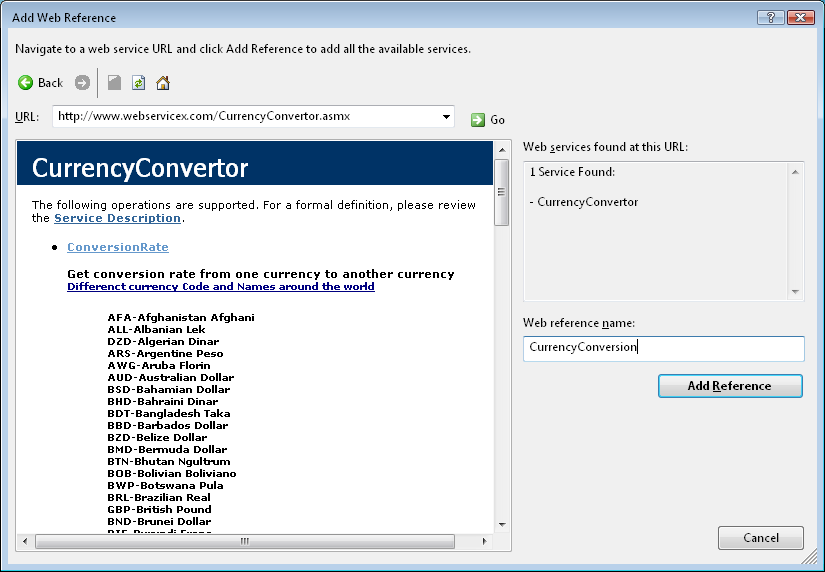 Add Web Reference
Navigate to a web service URL and click Add Reference to add all the available services.
Back
URL: http://www.webservicex.com/CurrencyConvertor.asmx Go
CurrencyConvertor
The following operations are supported. For a formal definition, please review
the Service Description.
• ConversionRate
Get conversion rate from one currency to another currency
Differenct currency Code and Names around the world
AFA-Afghanistan Afghani
ALL-Albanian Lek
DZD-Algerian Dinar
ARS-Argentine Peso
AWG-Aruba Florin
AUD-Australian Dollar
BSD-Bahamian Dollar
BHD-Bahraini Dinar
BDT-Bangladesh Taka
BBD-Barbados Dollar
BZD-Belize Dollar
BMD-Bermuda Dollar
BTN-Bhutan Ngultrum
BOB-Bolivian Boliviano
BWP-Botswana Pula
BRL-Brazilian Real
GBP-British Pound
BND-Brunei Dollar
Web services found at this URL:
1 Service Found:
- CurrencyConvertor
Web reference name:
CurrencyConversion
Add Reference
Cancel